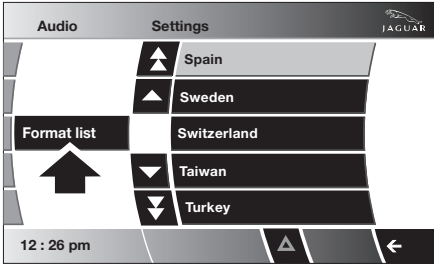 Audio Settings
JAGUAR
Spain
Sweden
Format list
Switzerland
Taiwan
Turkey
12 : 26 pm